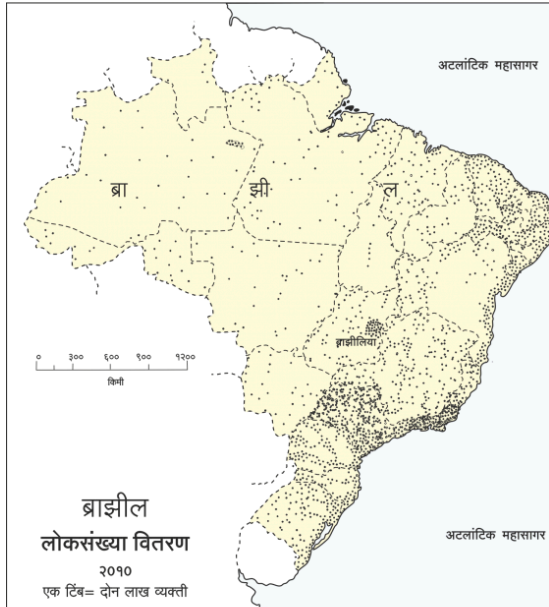 अटलांटिक महासागर
ब्रा झी ल
ब्राझीलिया
० ३०० ६०० ९०० १२००
किमी
ब्राझील
लोकसंख्या वितरण
२०१०
एक टिंब= दोन लाख व्यक्ती
अटलांटिक महासागर